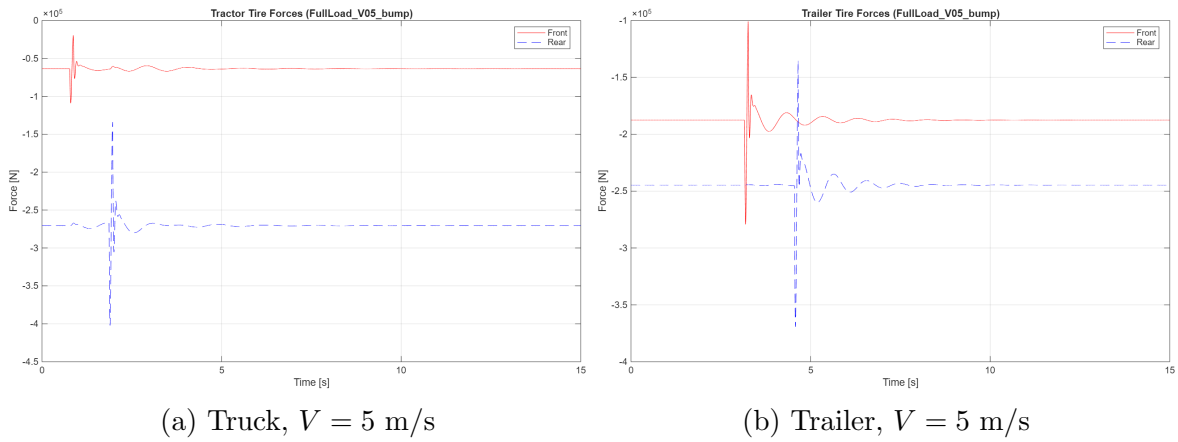 Tractor Tire Forces (FullLoad_V05_bump)
×10⁵
Front
Rear
0
-0.5
-1
-1.5
-2
-2.5
-3
-3.5
-4
-4.5
Force [N]
0
5
10
15
Time [s]
(a) Truck, V = 5 m/s
Trailer Tire Forces (FullLoad_V05_bump)
×10⁵
Front
Rear
-1
-1.5
-2
-2.5
-3
-3.5
-4
Force [N]
0
5
10
15
Time [s]
(b) Trailer, V = 5 m/s